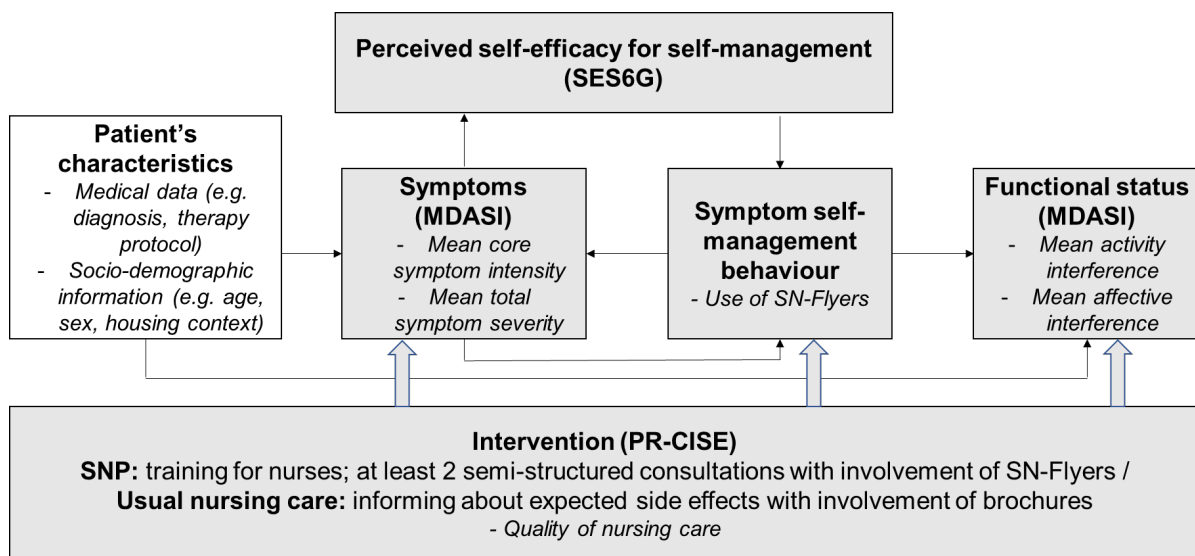 Perceived self-efficacy for self-management
(SES6G)
Patient's
characteristics
- Medical data (e.g.
diagnosis, therapy
protocol)
- Socio-demographic
information (e.g. age,
sex, housing context)
Symptoms
(MDASI)
- Mean core
symptom intensity
- Mean total
symptom severity
Symptom self-
management
behaviour
- Use of SN-Flyers
Functional status
(MDASI)
- Mean activity
interference
- Mean affective
interference
Intervention (PR-CISE)
SNP: training for nurses; at least 2 semi-structured consultations with involvement of SN-Flyers /
Usual nursing care: informing about expected side effects with involvement of brochures
- Quality of nursing care